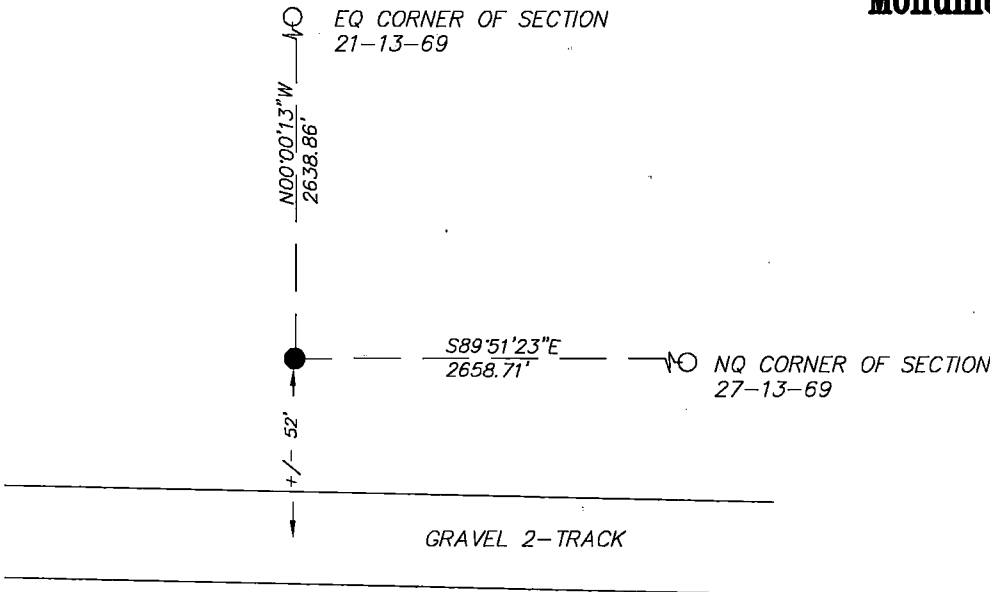 EQ CORNER OF SECTION
21-13-69
N00°00'13"W
2638.86'
S89°51'23"E
2658.71'
NQ CORNER OF SECTION
27-13-69
+/- 52'
GRAVEL 2-TRACK